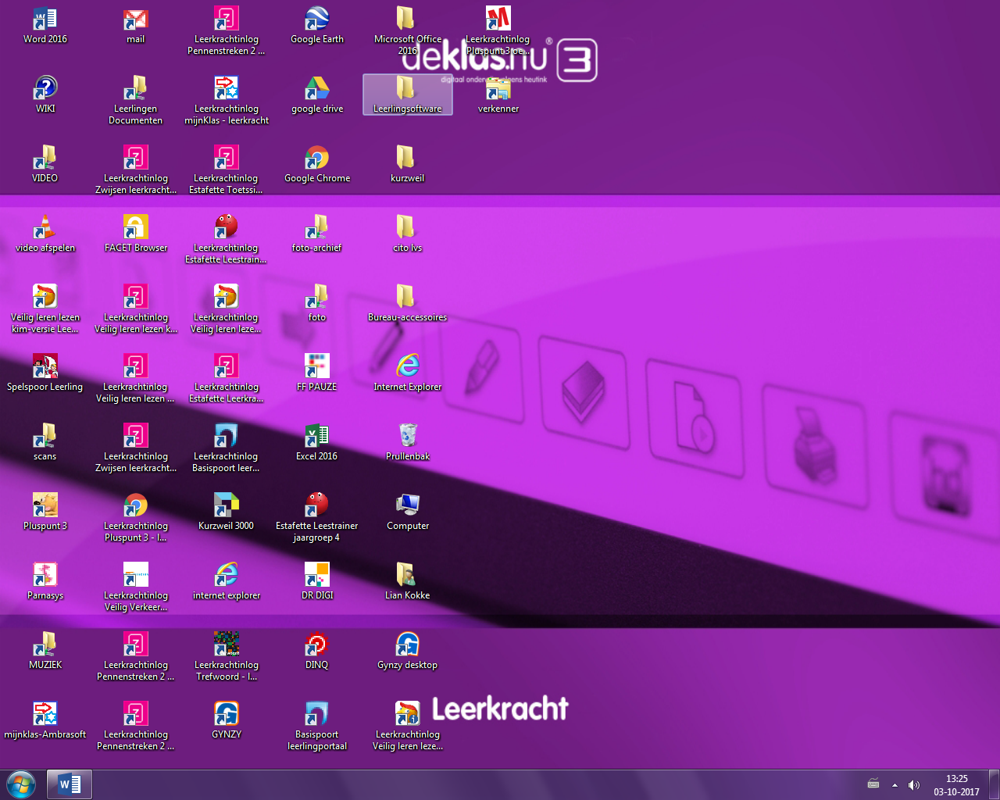 Word 2016
mail
Leerkrachtinlog
Pennenstreken 2 ...
Google Earth
Microsoft Office
2016
Leerkrachtinlog
Pluspunt 3 oe...
deklas.nu 3
WIKI
Leerlingen
Documenten
Leerkrachtinlog
mijnKlas - leerkracht
google drive
Leerlingsoftware
verkenner
VIDEO
Leerkrachtinlog
Zwijsen leerkracht...
Leerkrachtinlog
Estafette Toetssi...
Google Chrome
kurzweil
video afspelen
FACET Browser
Leerkrachtinlog
Estafette Leestrain...
foto-archief
cito lvs
Veilig leren lezen
kim-versie Lee...
Leerkrachtinlog
Veilig leren lezen k...
Leerkrachtinlog
Veilig leren leze...
foto
Bureau-accessoires
Spelspoor Leerling
Leerkrachtinlog
Veilig leren lezen ...
Leerkrachtinlog
Estafette Leerkra...
FF PAUZE
Internet Explorer
scans
Leerkrachtinlog
Zwijsen leerkracht...
Leerkrachtinlog
Basispoort leer...
Excel 2016
Prullenbak
Pluspunt 3
Leerkrachtinlog
Pluspunt 3 - l...
Kurzweil 3000
Estafette Leestrainer
jaargroep 4
Computer
Parnasys
Leerkrachtinlog
Veilig Verkeer...
internet explorer
DR DIGI
Lian Kokke
MUZIEK
Leerkrachtinlog
Pennenstreken 2 ...
Leerkrachtinlog
Trefwoord - l...
DINQ
Gynzy desktop
mijnklas-Ambrasoft
Leerkrachtinlog
Pennenstreken 2 ...
GYNZY
Basispoort
leerlingportaal
Leerkrachtinlog
Veilig leren leze...
Leerkracht
13:25
03-10-2017